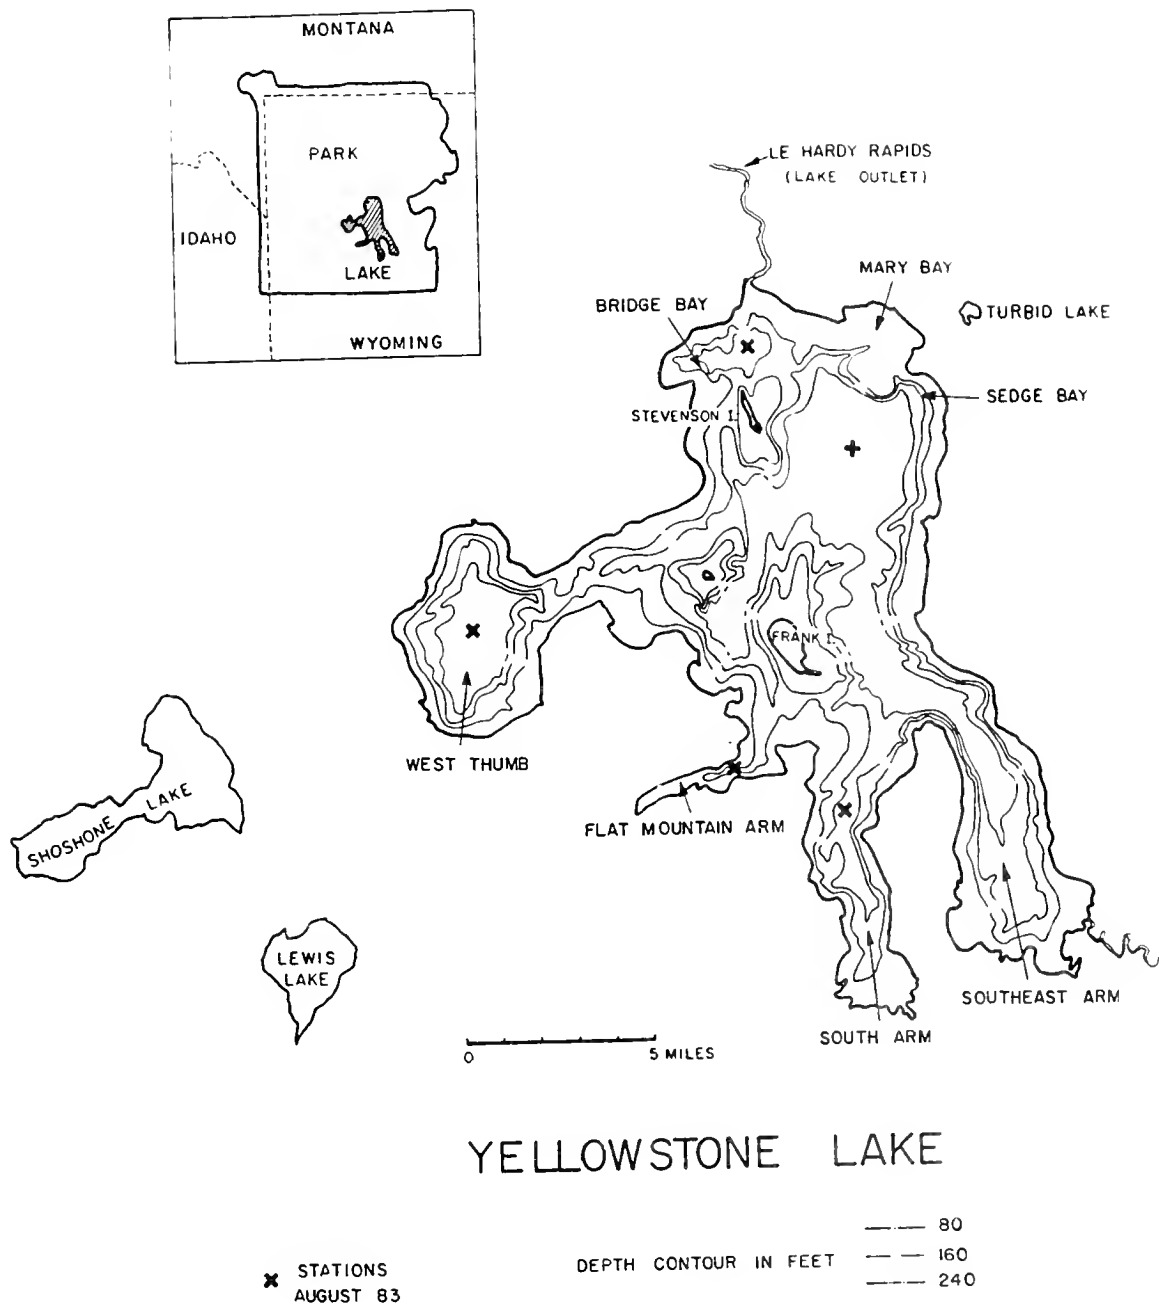 MONTANA
PARK
IDAHO
LAKE
WYOMING
LE HARDY RAPIDS
(LAKE OUTLET)
MARY BAY
BRIDGE BAY
TURBID LAKE
STEVENSON I.
SEDGE BAY
FRANK I.
WEST THUMB
SHOSHONE LAKE
FLAT MOUNTAIN ARM
LEWIS
LAKE
SOUTHEAST ARM
SOUTH ARM
0 5 MILES
YELLOWSTONE LAKE
STATIONS
AUGUST 83
DEPTH CONTOUR IN FEET
80
160
240